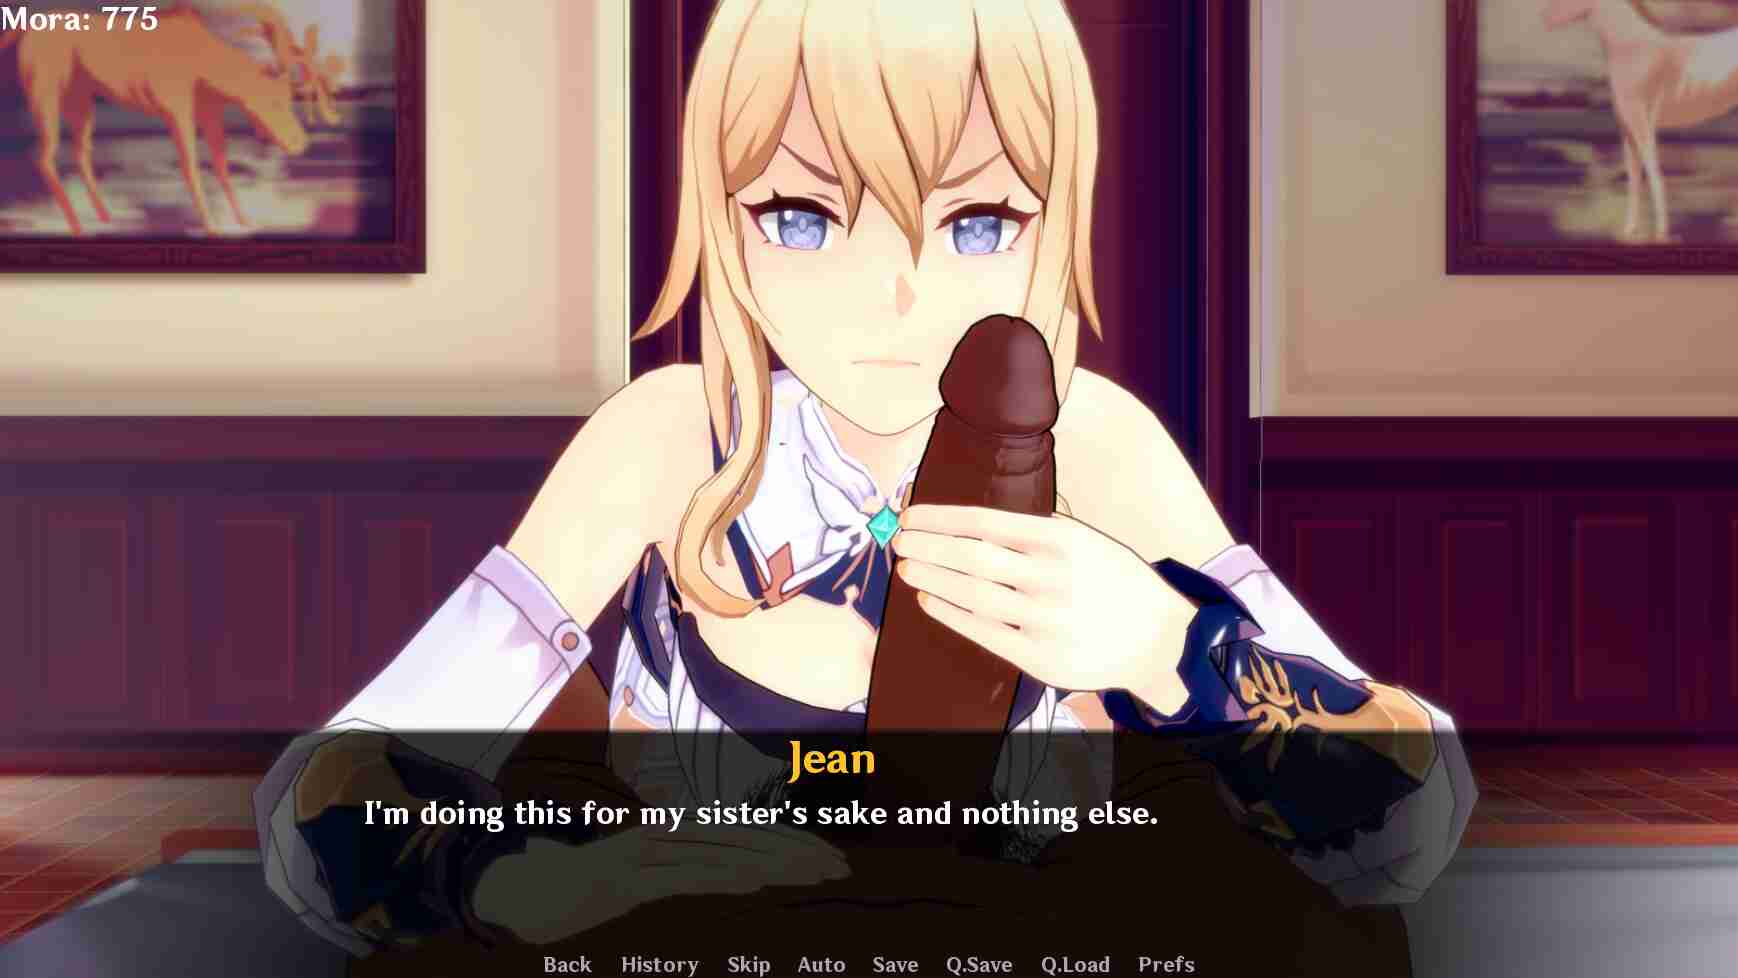 Mora: 775
Jean
I'm doing this for my sister's sake and nothing else.
Back History Skip Auto Save Q.Save Q.Load Prefs